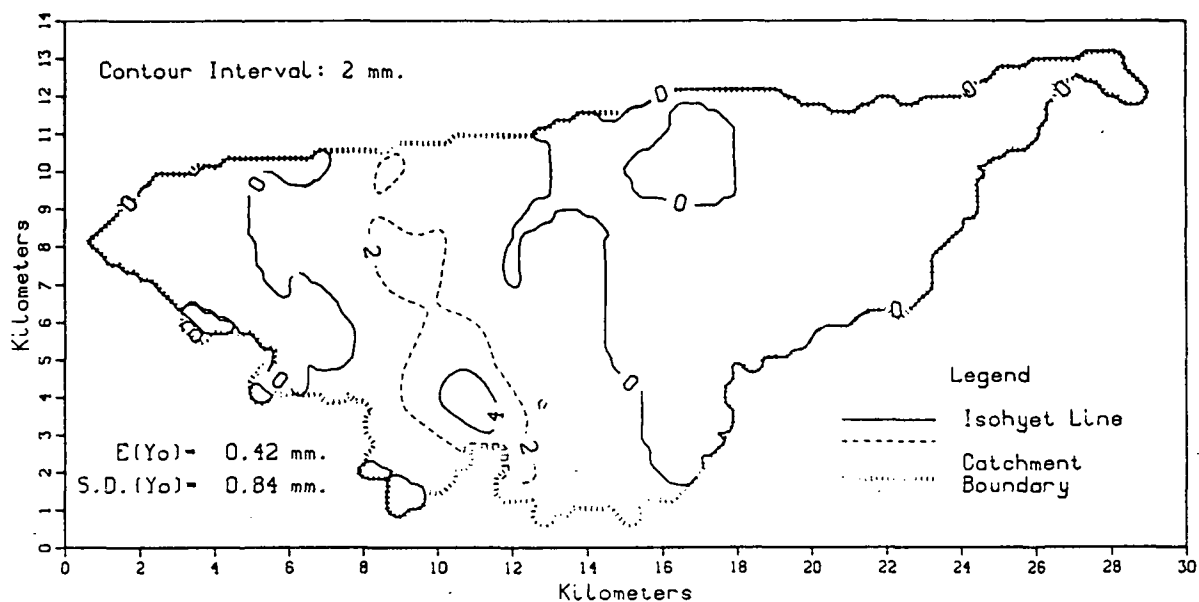 Contour Interval: 2 mm.
0
0
0
0
0
0
0
2
0
0
0
4
2
Legend
Isohyet Line
Catchment
Boundary
E(Yo)= 0.42 mm.
S.D.(Yo)= 0.84 mm.
Kilometers
14
13
12
11
10
9
8
7
6
5
4
3
2
1
0
0 2 4 6 8 10 12 14 16 18 20 22 24 26 28 30
Kilometers